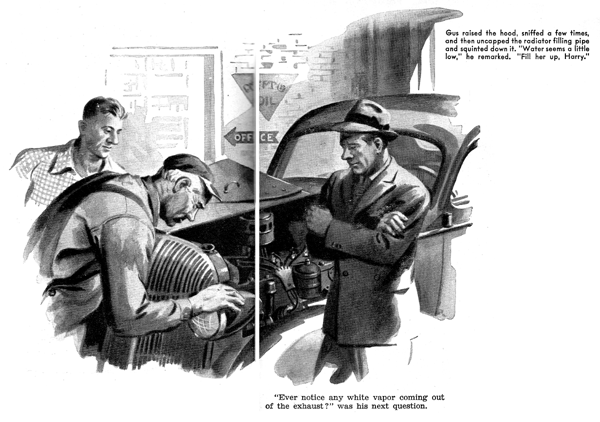 Gus raised the hood, sniffed a few times,
and then uncapped the radiator filling pipe
and squinted down it. "Water seems a little
low," he remarked. "Fill her up, Harry."
OIL
OFFICE
"Ever notice any white vapor coming out
of the exhaust?" was his next question.